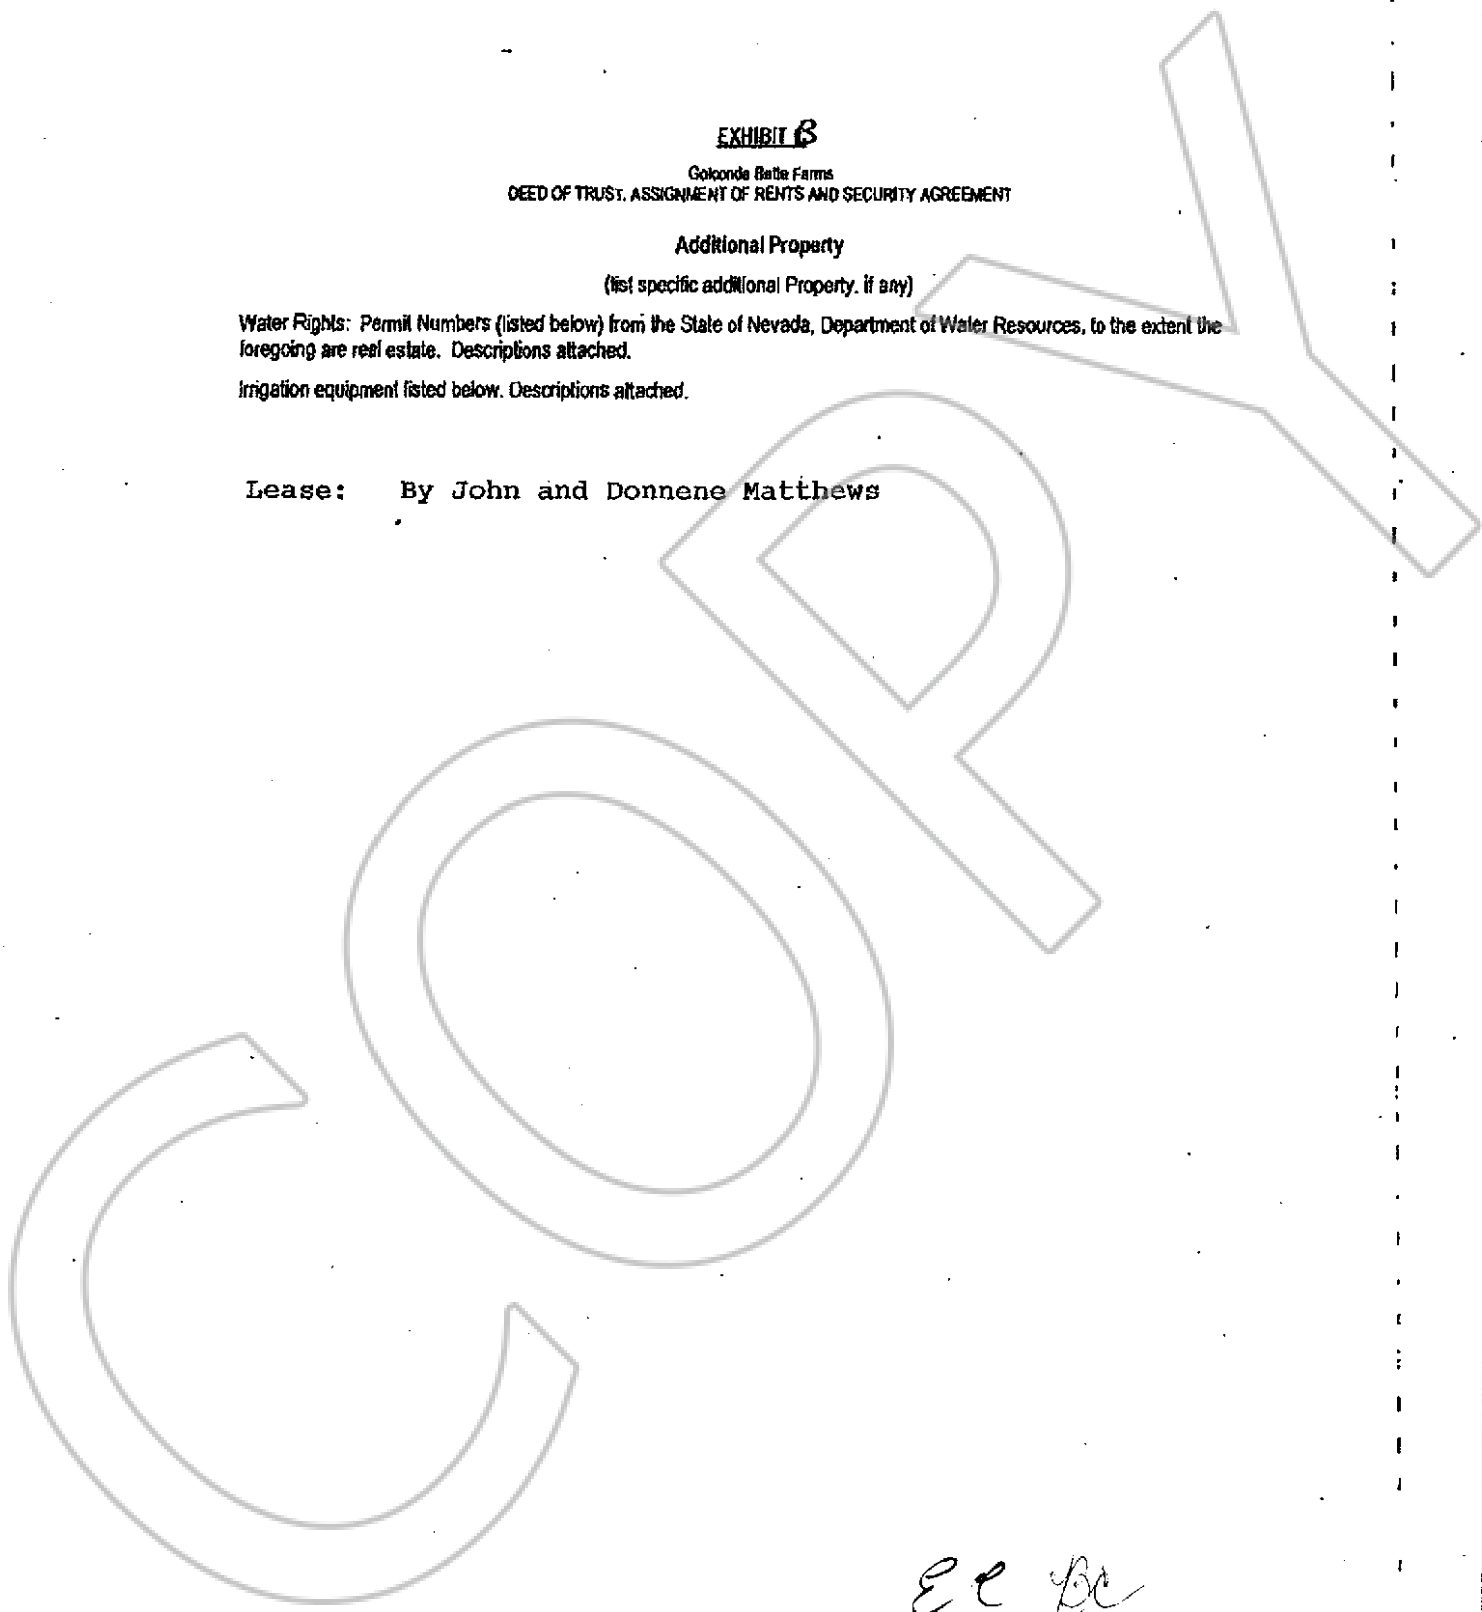 EXHIBIT B
Golconda Butte Farms
DEED OF TRUST, ASSIGNMENT OF RENTS AND SECURITY AGREEMENT
Additional Property
(list specific additional Property, if any)
Water Rights: Permit Numbers (listed below) from the State of Nevada, Department of Water Resources, to the extent the
foregoing are real estate. Descriptions attached.
Irrigation equipment listed below. Descriptions attached.
Lease: By John and Donnene Matthews
COPY
EC BC